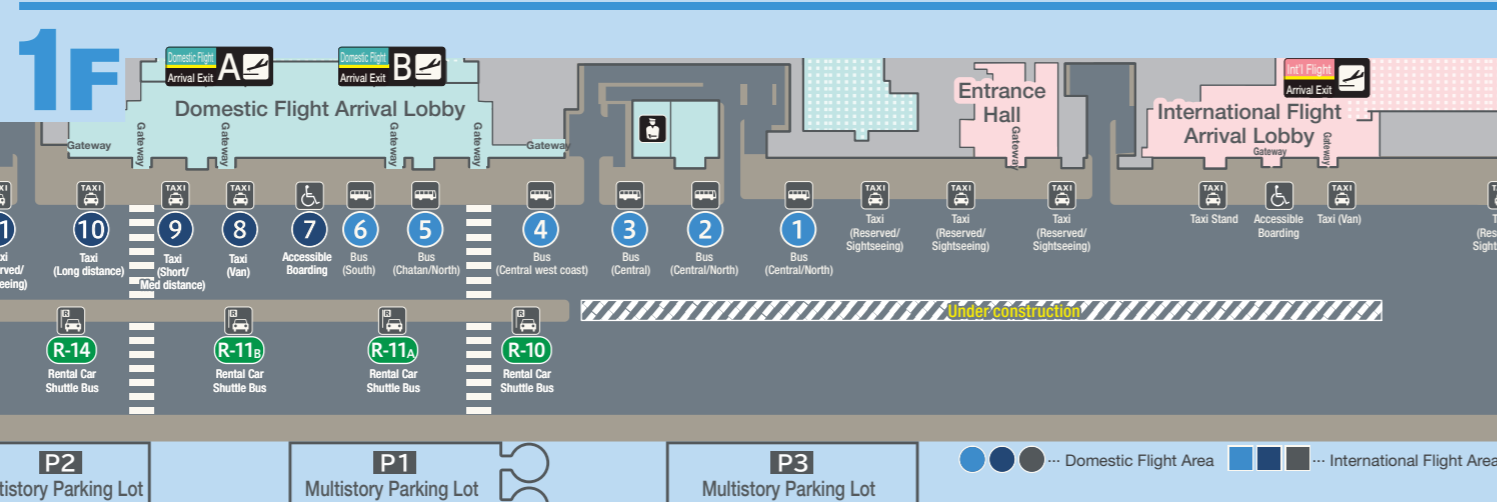 1F
Domestic Flight
Arrival Exit
A
Domestic Flight
Arrival Exit
B
Domestic Flight Arrival Lobby
Gateway
Gateway
Gateway
Gateway
Gateway
Gateway
Entrance
Hall
Gateway
Int'l Flight
Arrival Exit
International Flight
Arrival Lobby
Gateway
Gateway
TAXI
10
Taxi
(Long distance)
TAXI
9
Taxi
(Short/
Med distance)
TAXI
8
Taxi
(Van)
7
Accessible
Boarding
6
Bus
(South)
5
Bus
(Chatan/North)
4
Bus
(Central west coast)
3
Bus
(Central)
2
Bus
(Central/North)
1
Bus
(Central/North)
TAXI
Taxi
(Reserved/
Sightseeing)
TAXI
Taxi
(Reserved/
Sightseeing)
TAXI
Taxi
(Reserved/
Sightseeing)
TAXI
Taxi Stand
Accessible
Boarding
TAXI
Taxi (Van)
Under construction
R
R-14
Rental Car
Shuttle Bus
R
R-11B
Rental Car
Shuttle Bus
R
R-11A
Rental Car
Shuttle Bus
R
R-10
Rental Car
Shuttle Bus
P2
tistory Parking Lot
P1
Multistory Parking Lot
P3
Multistory Parking Lot
··· Domestic Flight Area
··· International Flight Area